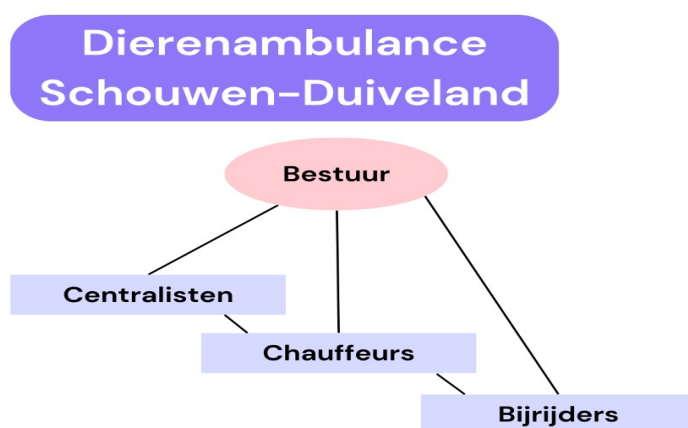 Dierenambulance
Schouwen-Duiveland
Bestuur
Centralisten
Chauffeurs
Bijrijders